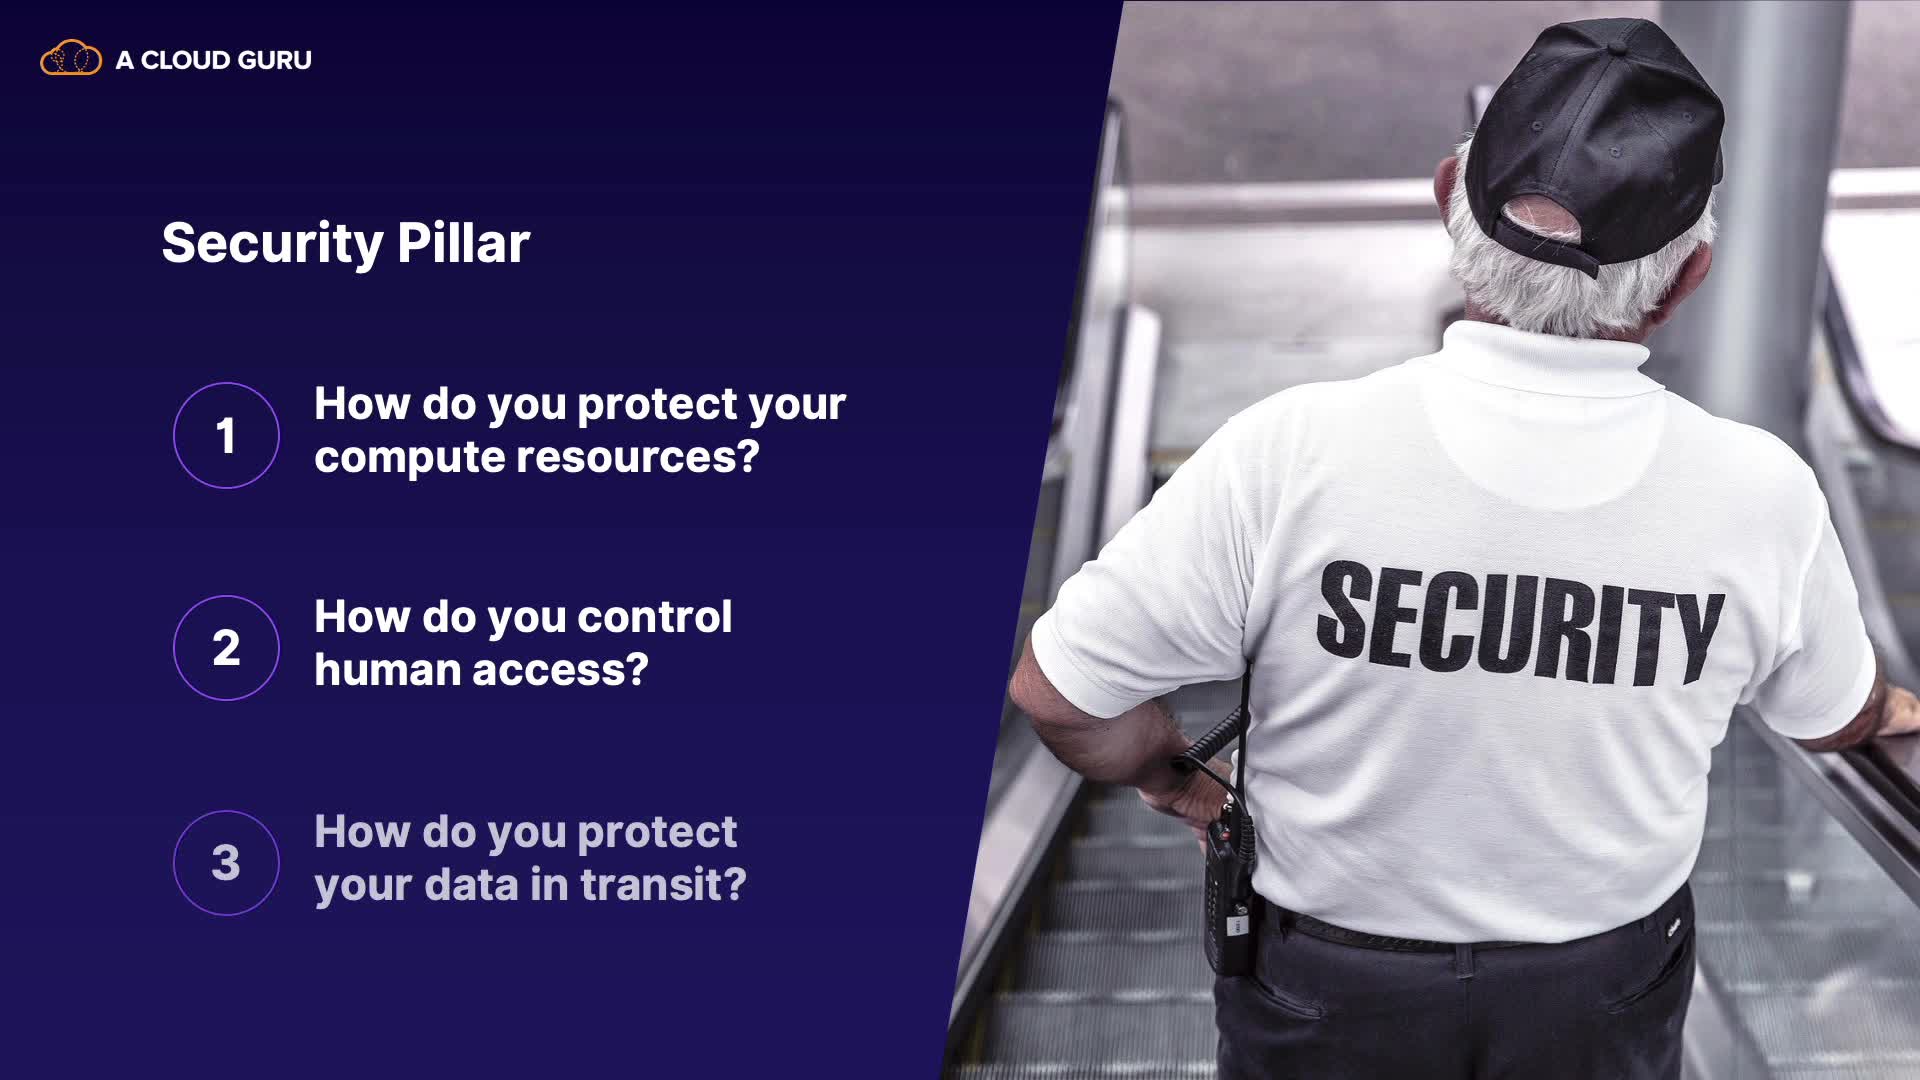 A CLOUD GURU
Security Pillar
1
How do you protect your
compute resources?
2
How do you control
human access?
3
How do you protect
your data in transit?
SECURITY